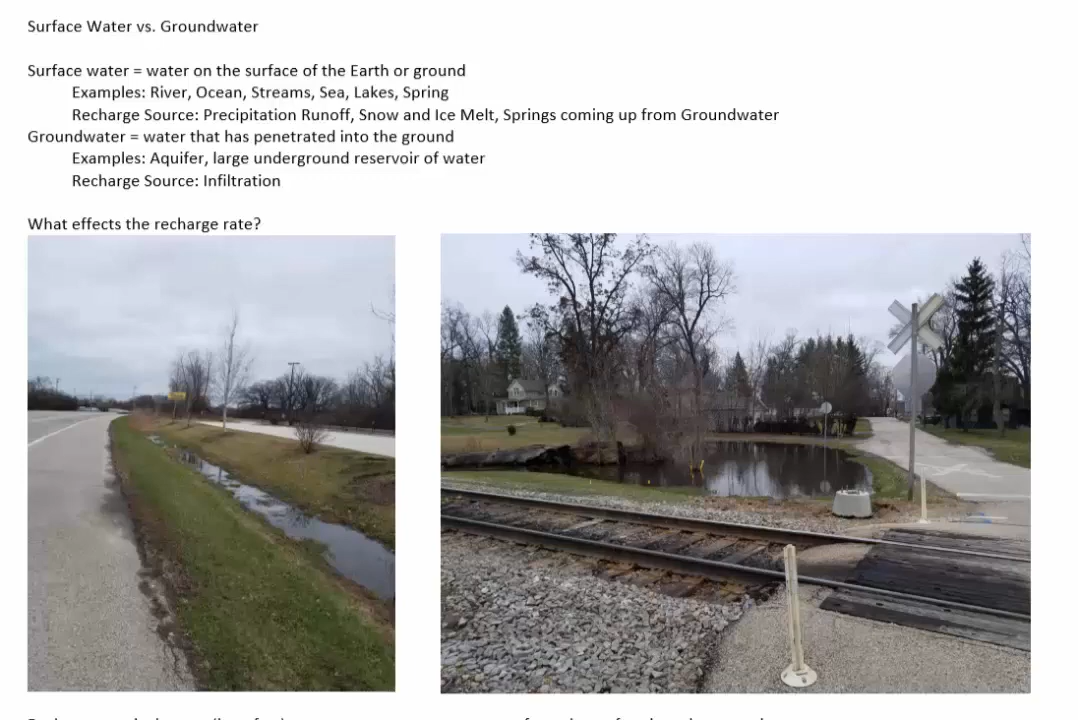 Surface Water vs. Groundwater
Surface water = water on the surface of the Earth or ground
Examples: River, Ocean, Streams, Sea, Lakes, Spring
Recharge Source: Precipitation Runoff, Snow and Ice Melt, Springs coming up from Groundwater
Groundwater = water that has penetrated into the ground
Examples: Aquifer, large underground reservoir of water
Recharge Source: Infiltration
What effects the recharge rate?